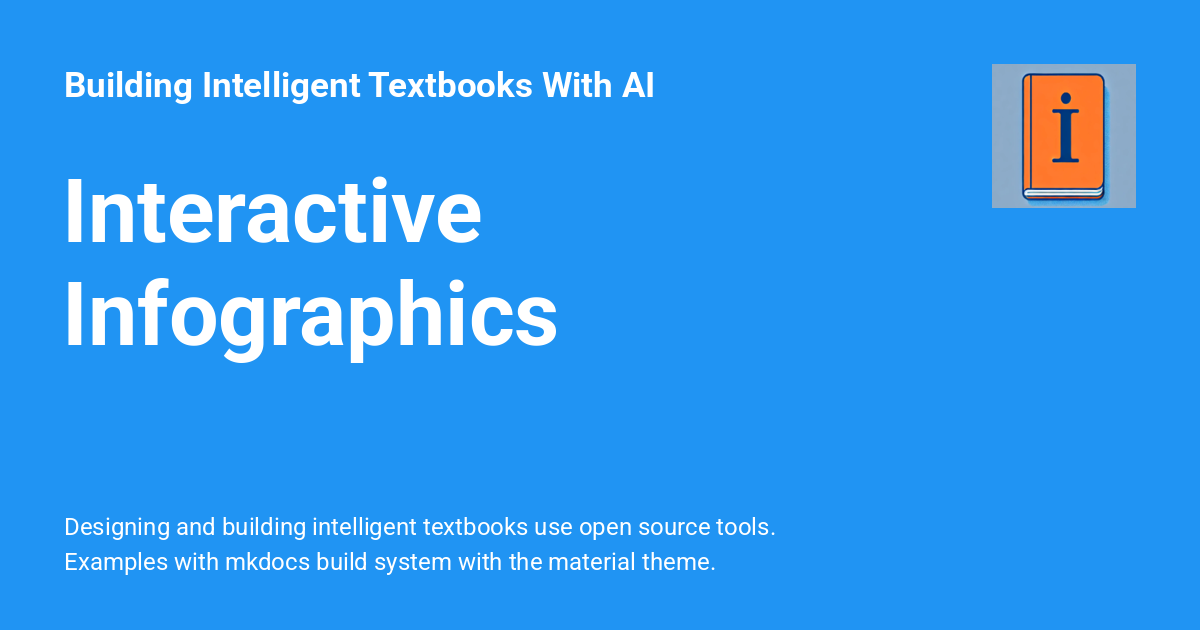 Building Intelligent Textbooks With AI
i
Interactive
Infographics
Designing and building intelligent textbooks use open source tools.
Examples with mkdocs build system with the material theme.